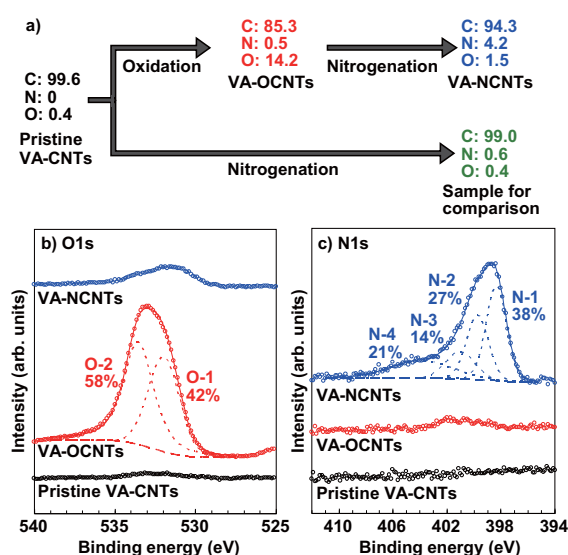 a)
C: 99.6
N: 0
O: 0.4
Pristine
VA-CNTs
Oxidation
C: 85.3
N: 0.5
O: 14.2
VA-OCNTs
Nitrogenation
C: 94.3
N: 4.2
O: 1.5
VA-NCNTs
Nitrogenation
C: 99.0
N: 0.6
O: 0.4
Sample for
comparison
b) O1s
Intensity (arb. units)
VA-NCNTs
O-2
58%
O-1
42%
VA-OCNTs
Pristine VA-CNTs
540 535 530 525
Binding energy (eV)
c) N1s
Intensity (arb. units)
N-4
21%
N-3
14%
N-2
27%
N-1
38%
VA-NCNTs
VA-OCNTs
Pristine VA-CNTs
410 406 402 398 394
Binding energy (eV)